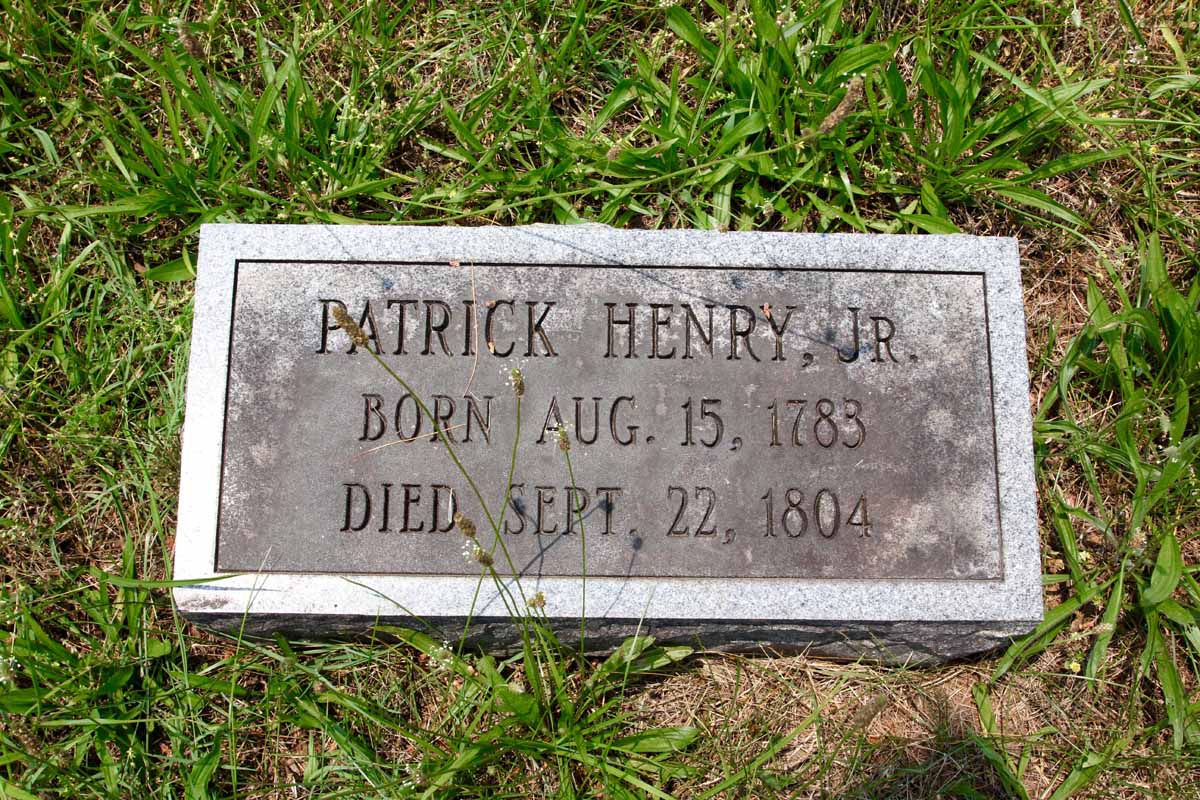 PATRICK HENRY, JR.
BORN AUG. 15, 1783
DIED SEPT. 22, 1804